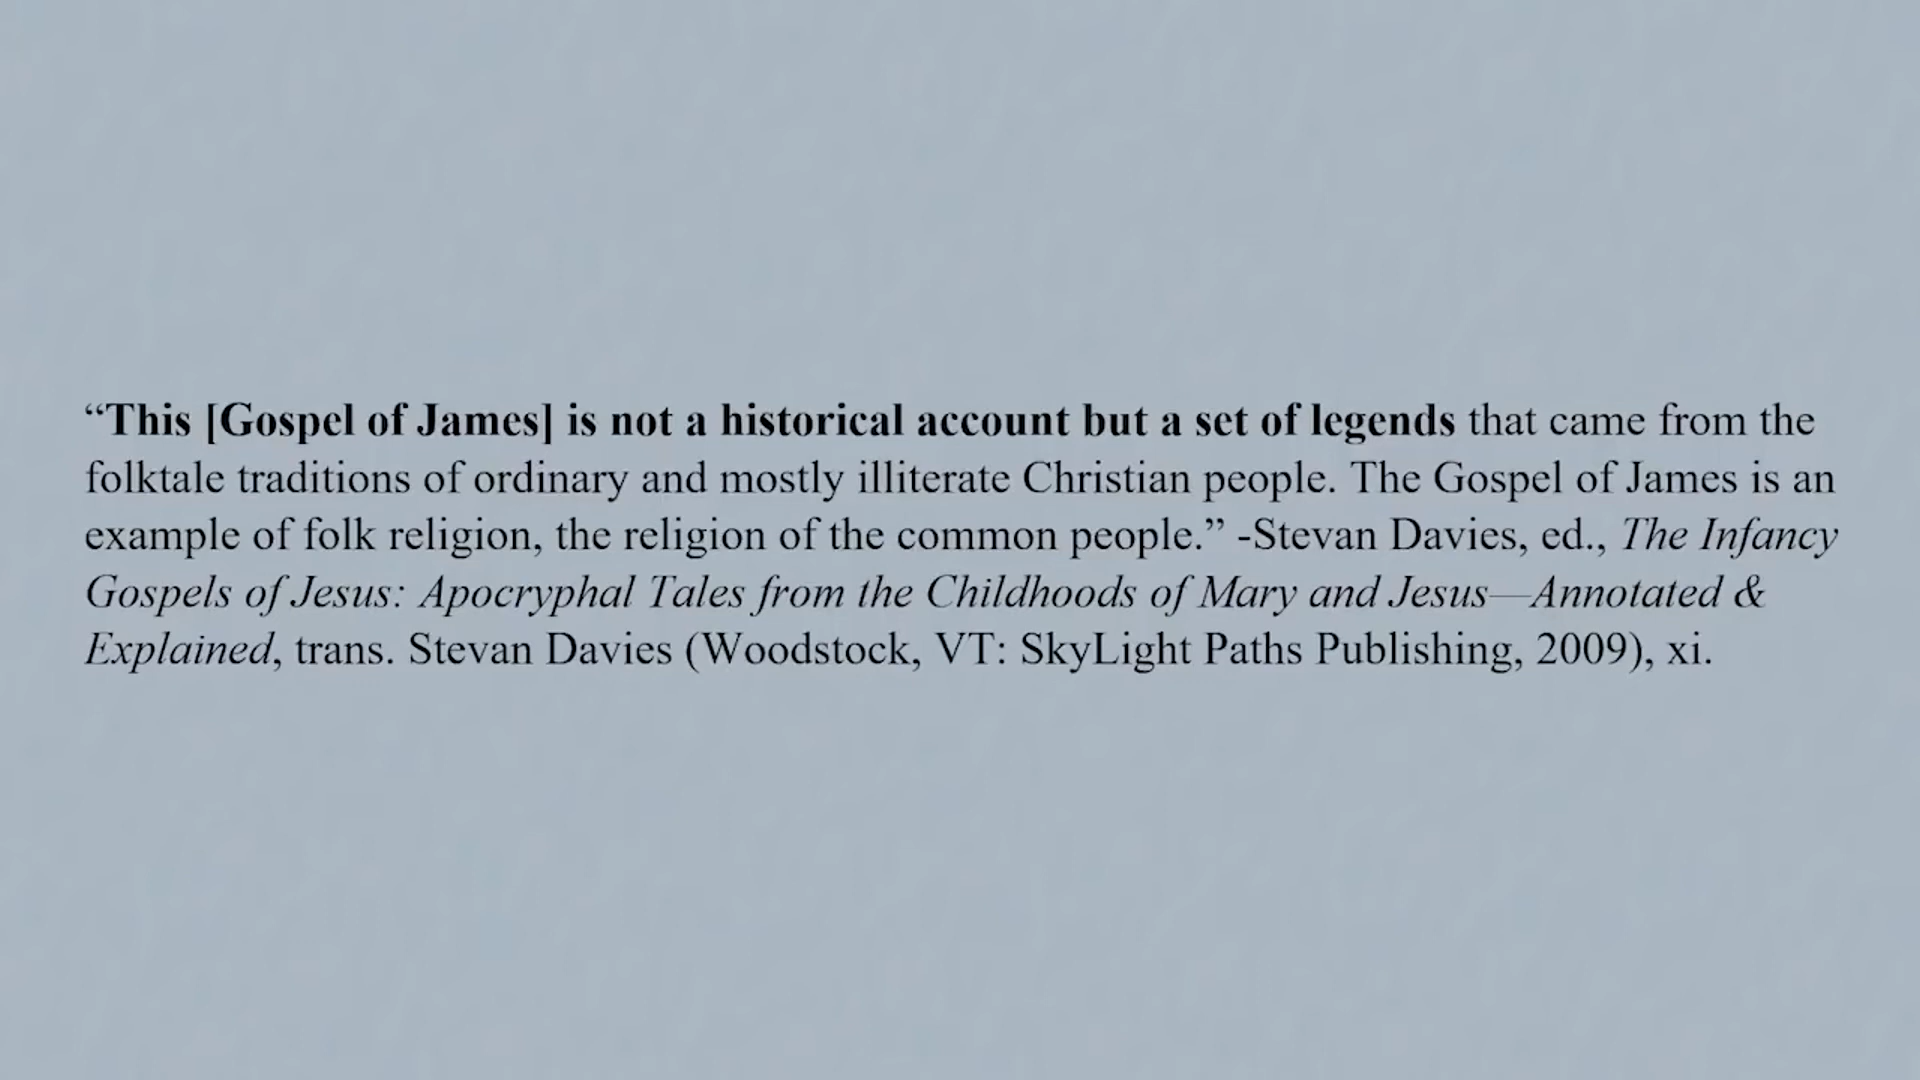 “This [Gospel of James] is not a historical account but a set of legends that came from the
folktale traditions of ordinary and mostly illiterate Christian people. The Gospel of James is an
example of folk religion, the religion of the common people.” -Stevan Davies, ed., The Infancy
Gospels of Jesus: Apocryphal Tales from the Childhoods of Mary and Jesus—Annotated &
Explained, trans. Stevan Davies (Woodstock, VT: SkyLight Paths Publishing, 2009), xi.